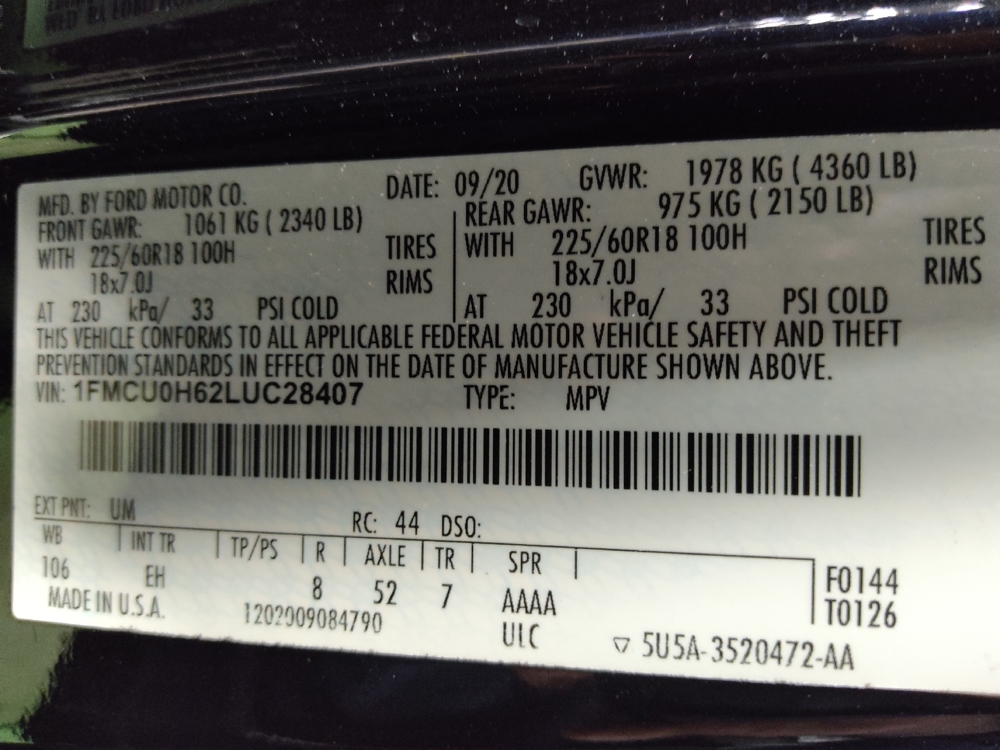 MFD. BY FORD MOTOR CO. DATE: 09/20 GVWR: 1978 KG ( 4360 LB)
FRONT GAWR: 1061 KG ( 2340 LB) REAR GAWR: 975 KG ( 2150 LB)
WITH 225/60R18 100H TIRES WITH 225/60R18 100H TIRES
18x7.0J RIMS 18x7.0J RIMS
AT 230 kPa/ 33 PSI COLD AT 230 kPa/ 33 PSI COLD
THIS VEHICLE CONFORMS TO ALL APPLICABLE FEDERAL MOTOR VEHICLE SAFETY AND THEFT
PREVENTION STANDARDS IN EFFECT ON THE DATE OF MANUFACTURE SHOWN ABOVE.
VIN: 1FMCU0H62LUC28407 TYPE: MPV
EXT PNT: UM RC: 44 DSO:
WB INT TR TP/PS R AXLE TR SPR
106 EH 8 52 7 AAAA F0144
MADE IN U.S.A. 1202009084790 ULC T0126
▽ 5U5A-3520472-AA